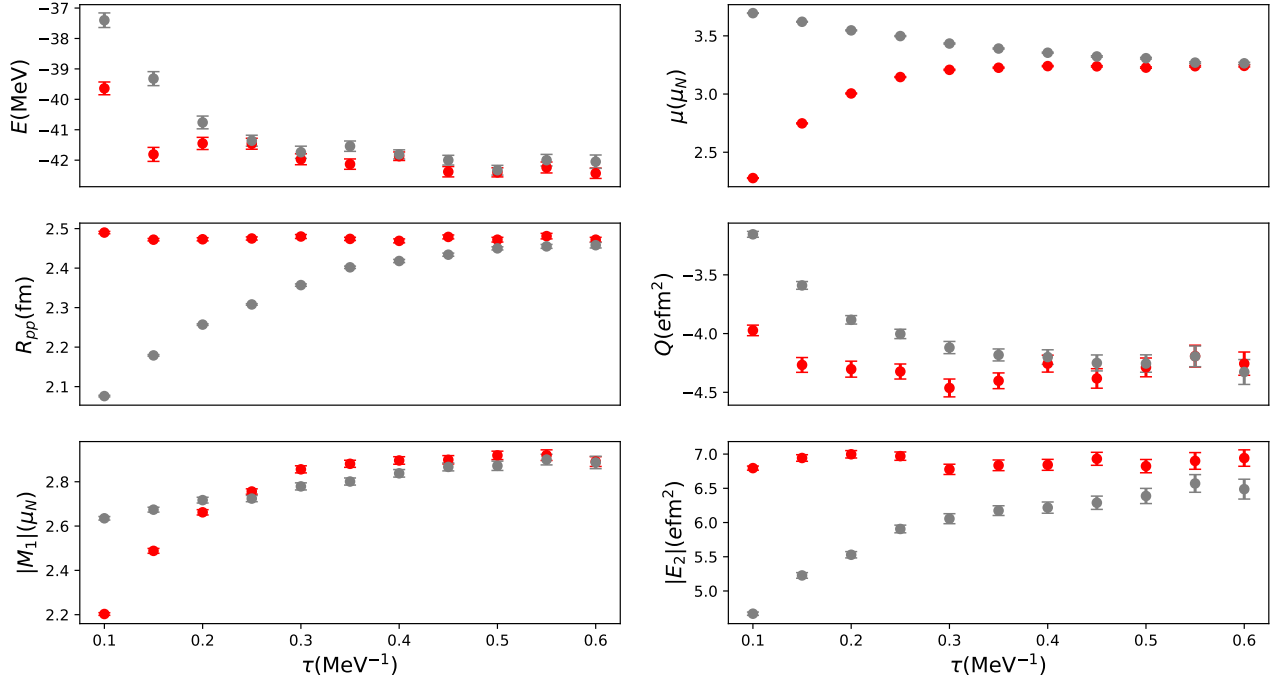 −37
−38
−39
−40
−41
−42
E(MeV)
3.5
3.0
2.5
μ(μ_N)
2.5
2.4
2.3
2.2
2.1
R_pp(fm)
−3.5
−4.0
−4.5
Q(efm²)
2.8
2.6
2.4
2.2
|M₁|(μ_N)
0.1 0.2 0.3 0.4 0.5 0.6
τ(MeV⁻¹)
7.0
6.5
6.0
5.5
5.0
|E₂|(efm²)
0.1 0.2 0.3 0.4 0.5 0.6
τ(MeV⁻¹)